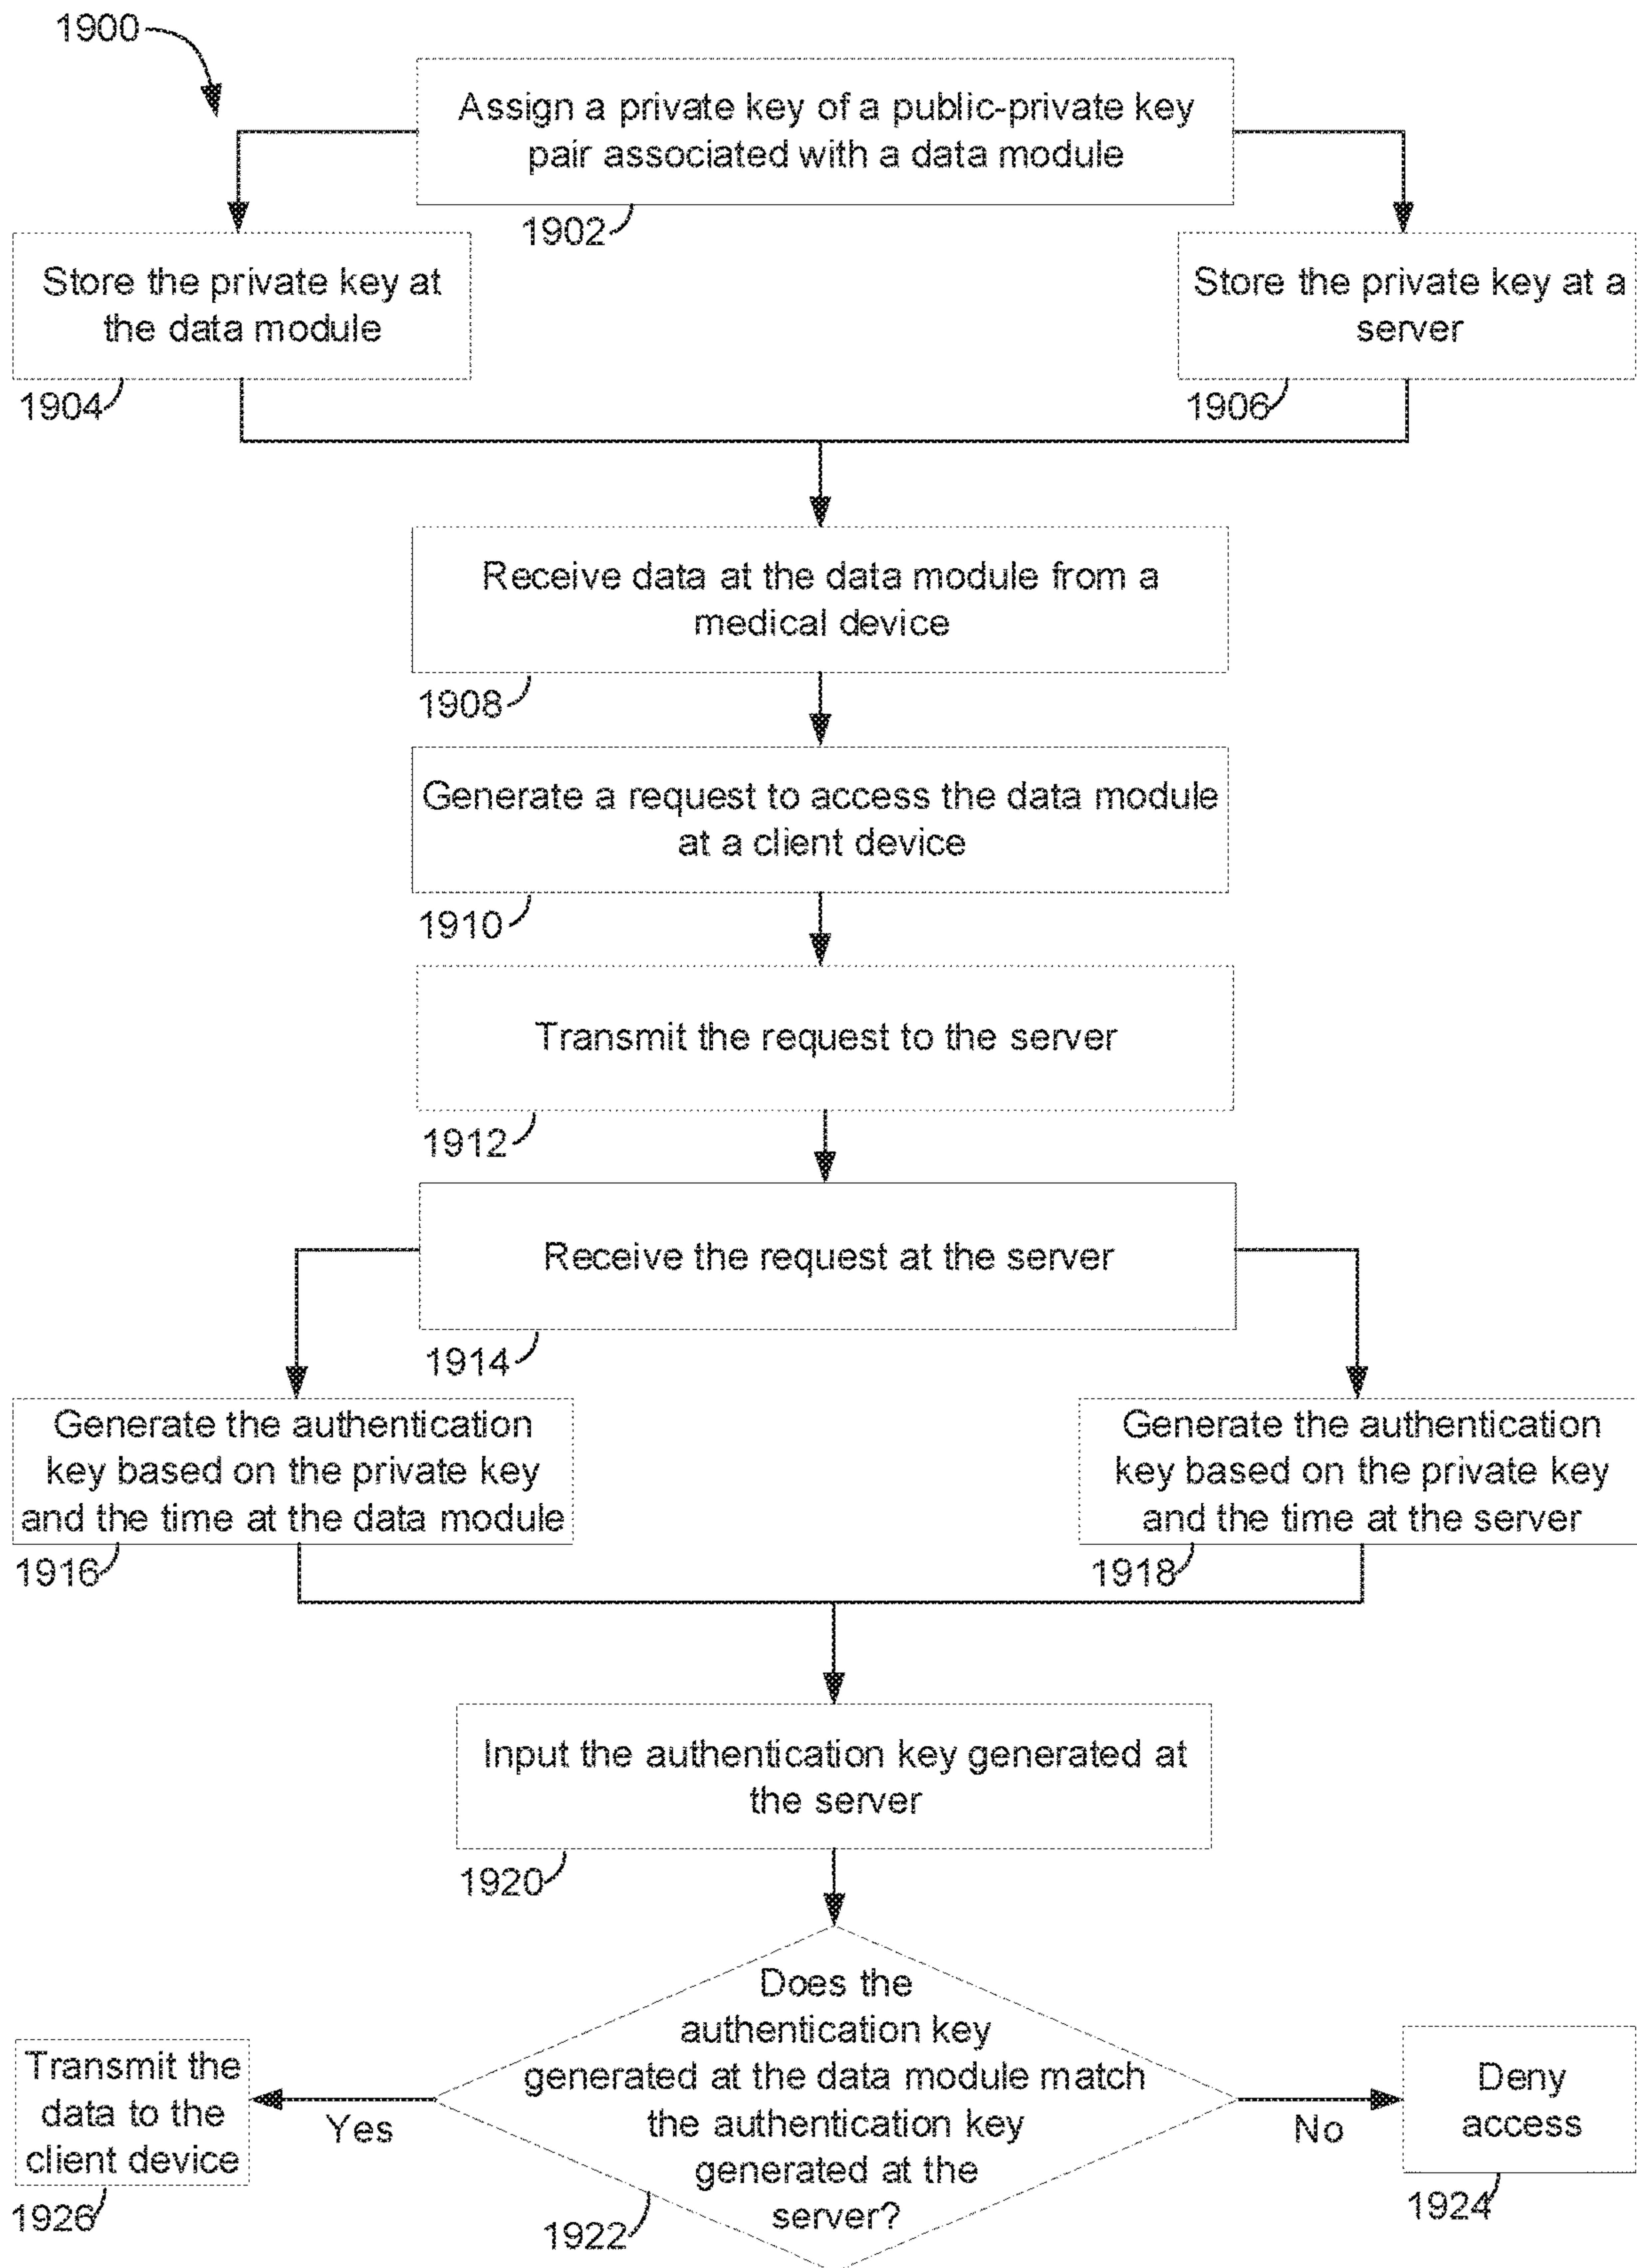 1900
Assign a private key of a public-private key
pair associated with a data module
1902
Store the private key at
the data module
1904
Store the private key at a
server
1906
Receive data at the data module from a
medical device
1908
Generate a request to access the data module
at a client device
1910
Transmit the request to the server
1912
Receive the request at the server
1914
Generate the authentication
key based on the private key
and the time at the data module
1916
Generate the authentication
key based on the private key
and the time at the server
1918
Input the authentication key generated at
the server
1920
Does the
authentication key
generated at the data module match
the authentication key
generated at the
server?
1922
Yes
No
Transmit the
data to the
client device
1926
Deny
access
1924